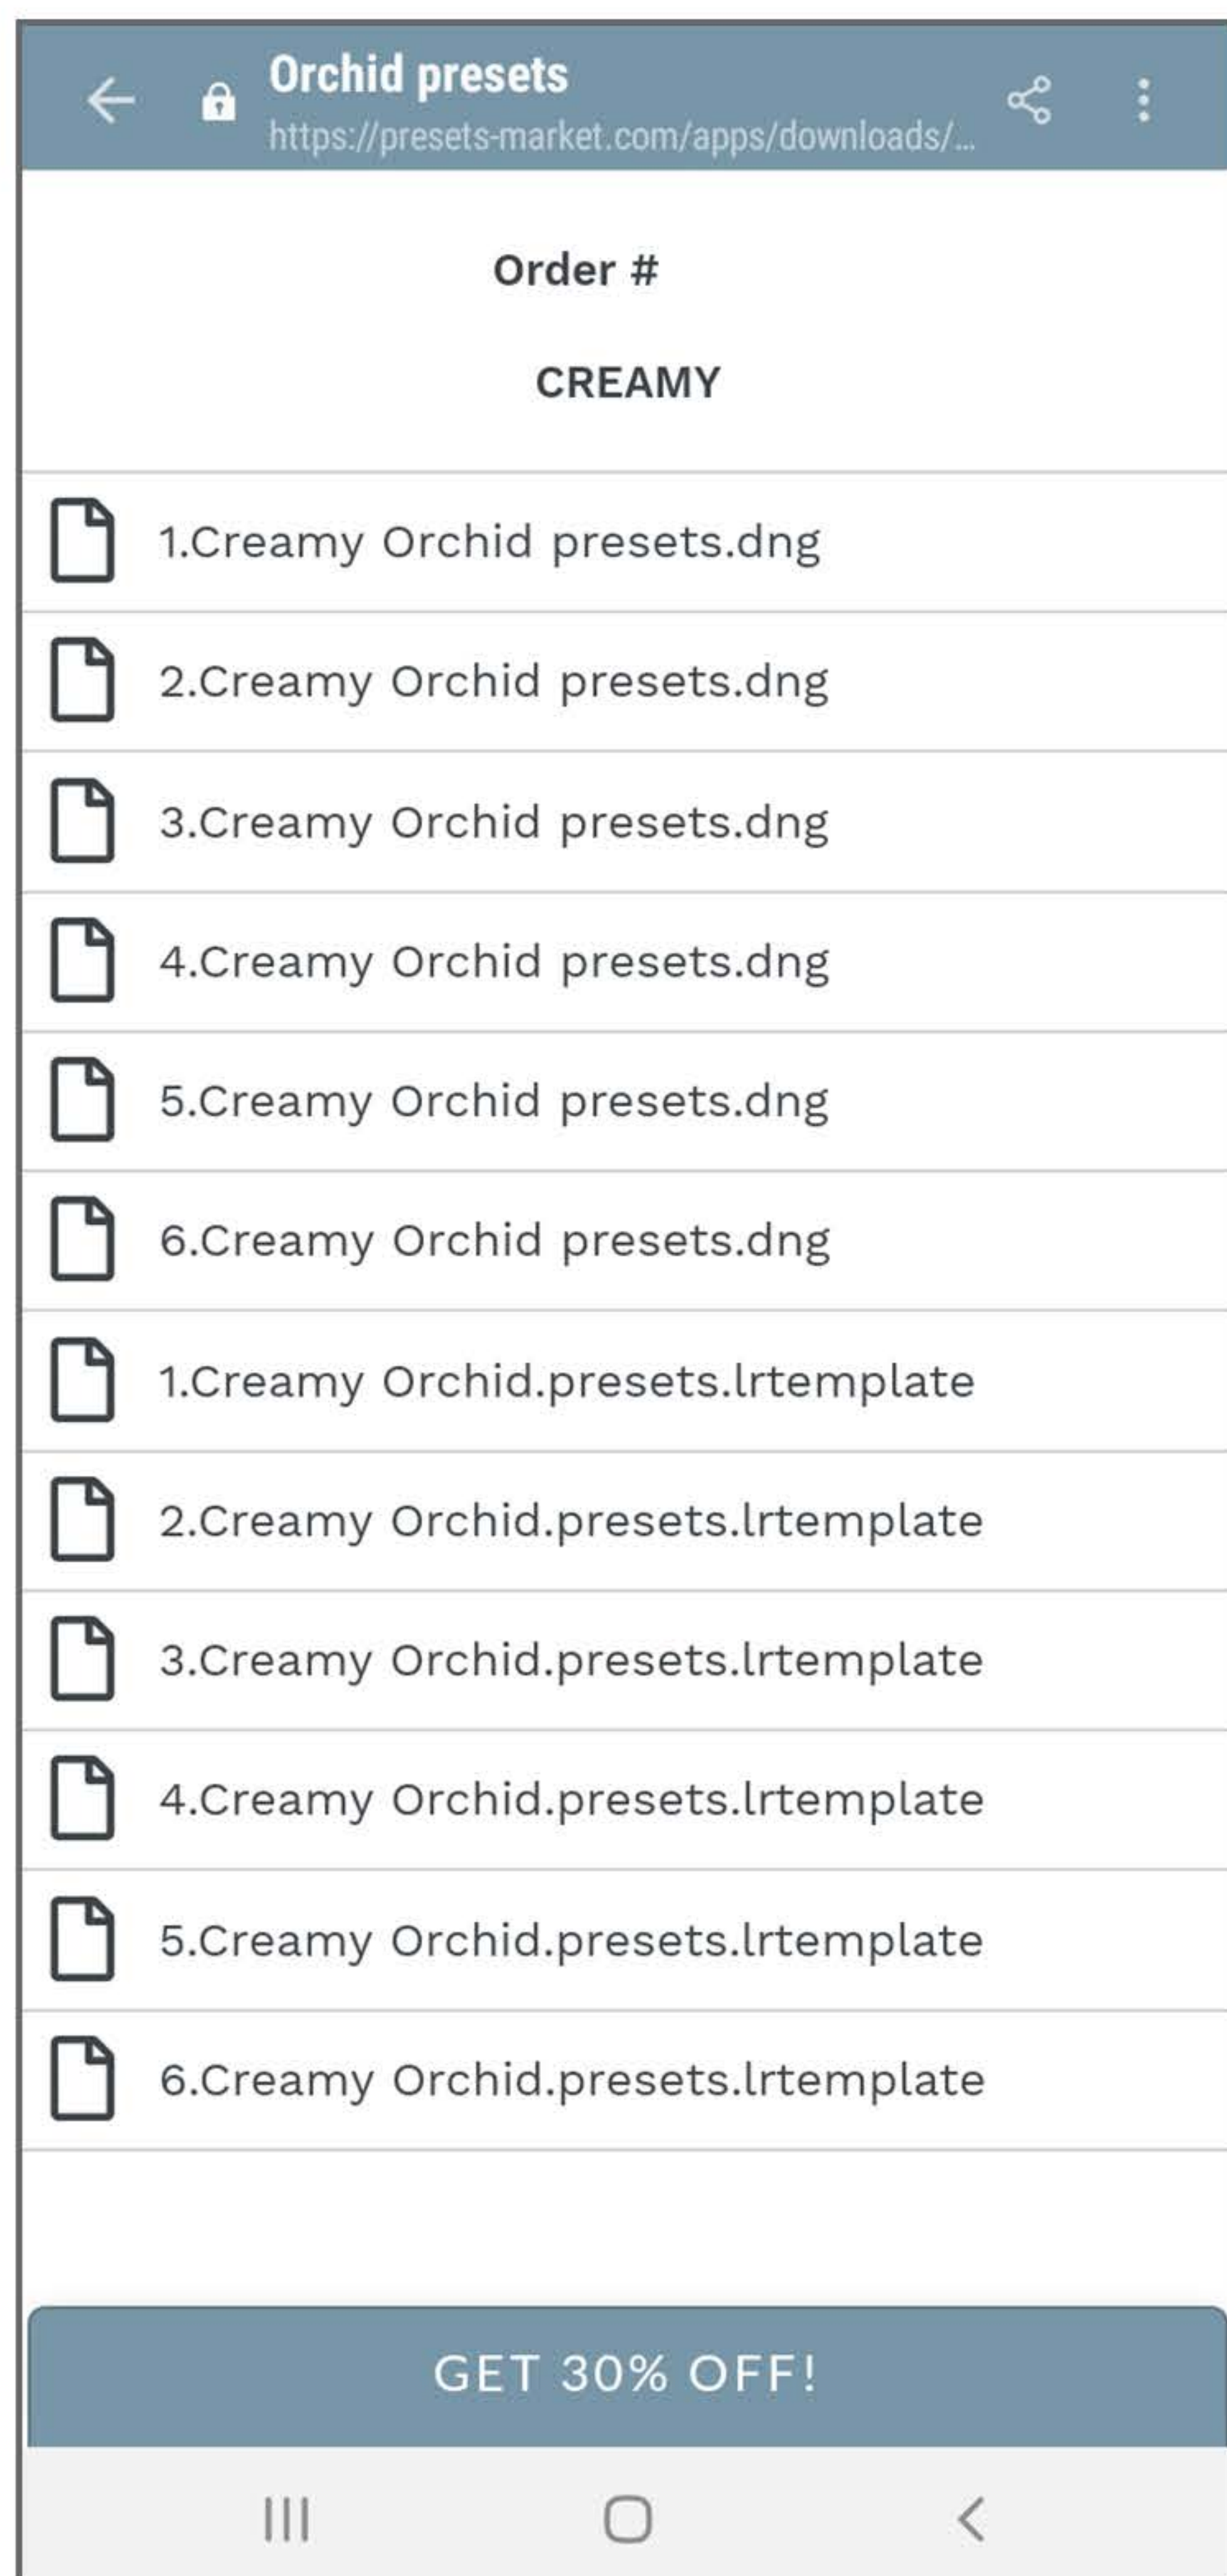 Orchid presets
https://presets-market.com/apps/downloads/...
Order #
CREAMY
1.Creamy Orchid presets.dng
2.Creamy Orchid presets.dng
3.Creamy Orchid presets.dng
4.Creamy Orchid presets.dng
5.Creamy Orchid presets.dng
6.Creamy Orchid presets.dng
1.Creamy Orchid.presets.lrtemplate
2.Creamy Orchid.presets.lrtemplate
3.Creamy Orchid.presets.lrtemplate
4.Creamy Orchid.presets.lrtemplate
5.Creamy Orchid.presets.lrtemplate
6.Creamy Orchid.presets.lrtemplate
GET 30% OFF!